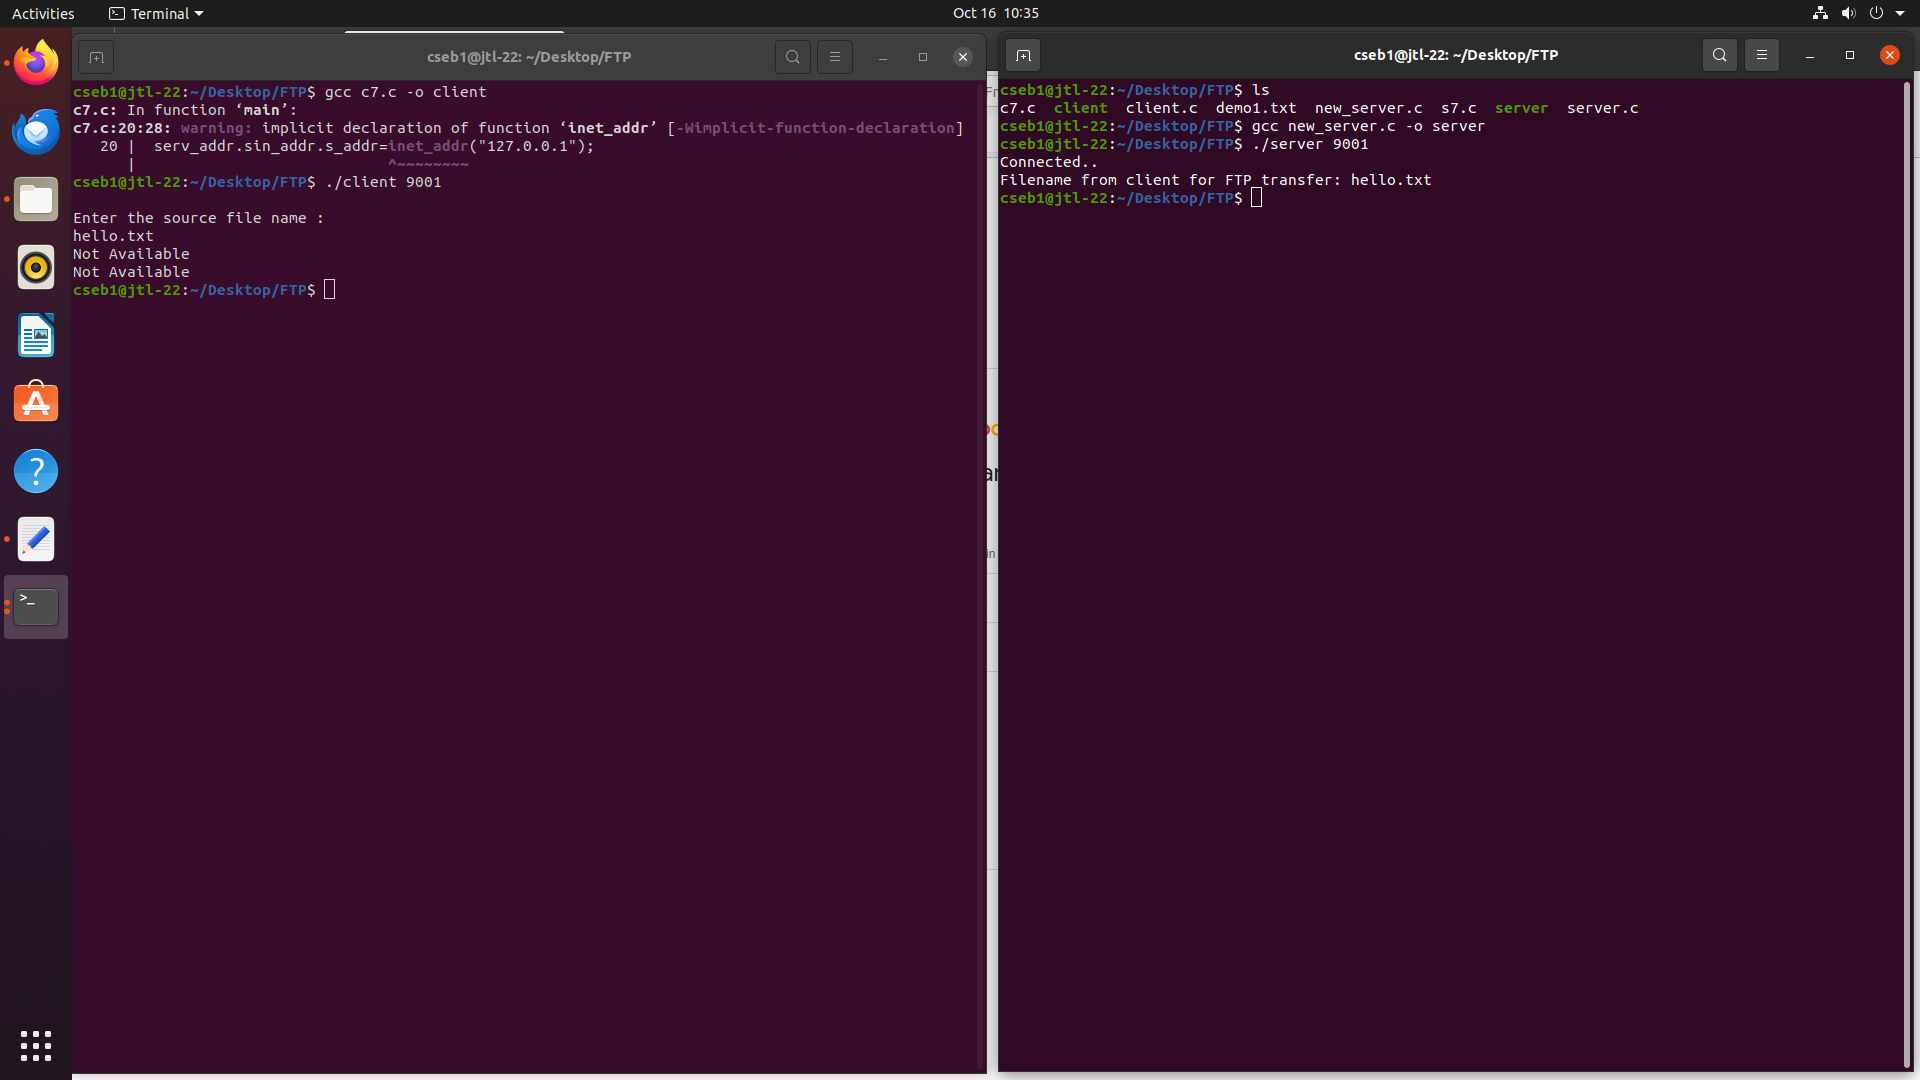 Activities
Terminal
Oct 16 10:35
cseb1@jtl-22: ~/Desktop/FTP
cseb1@jtl-22:~/Desktop/FTP$ gcc c7.c -o client
c7.c: In function ‘main’:
c7.c:20:28: warning: implicit declaration of function ‘inet_addr’ [-Wimplicit-function-declaration]
   20 |  serv_addr.sin_addr.s_addr=inet_addr("127.0.0.1");
      |                            ^~~~~~~~~
cseb1@jtl-22:~/Desktop/FTP$ ./client 9001
Enter the source file name :
hello.txt
Not Available
Not Available
cseb1@jtl-22:~/Desktop/FTP$
cseb1@jtl-22: ~/Desktop/FTP
cseb1@jtl-22:~/Desktop/FTP$ ls
c7.c  client  client.c  demo1.txt  new_server.c  s7.c  server  server.c
cseb1@jtl-22:~/Desktop/FTP$ gcc new_server.c -o server
cseb1@jtl-22:~/Desktop/FTP$ ./server 9001
Connected..
Filename from client for FTP transfer: hello.txt
cseb1@jtl-22:~/Desktop/FTP$